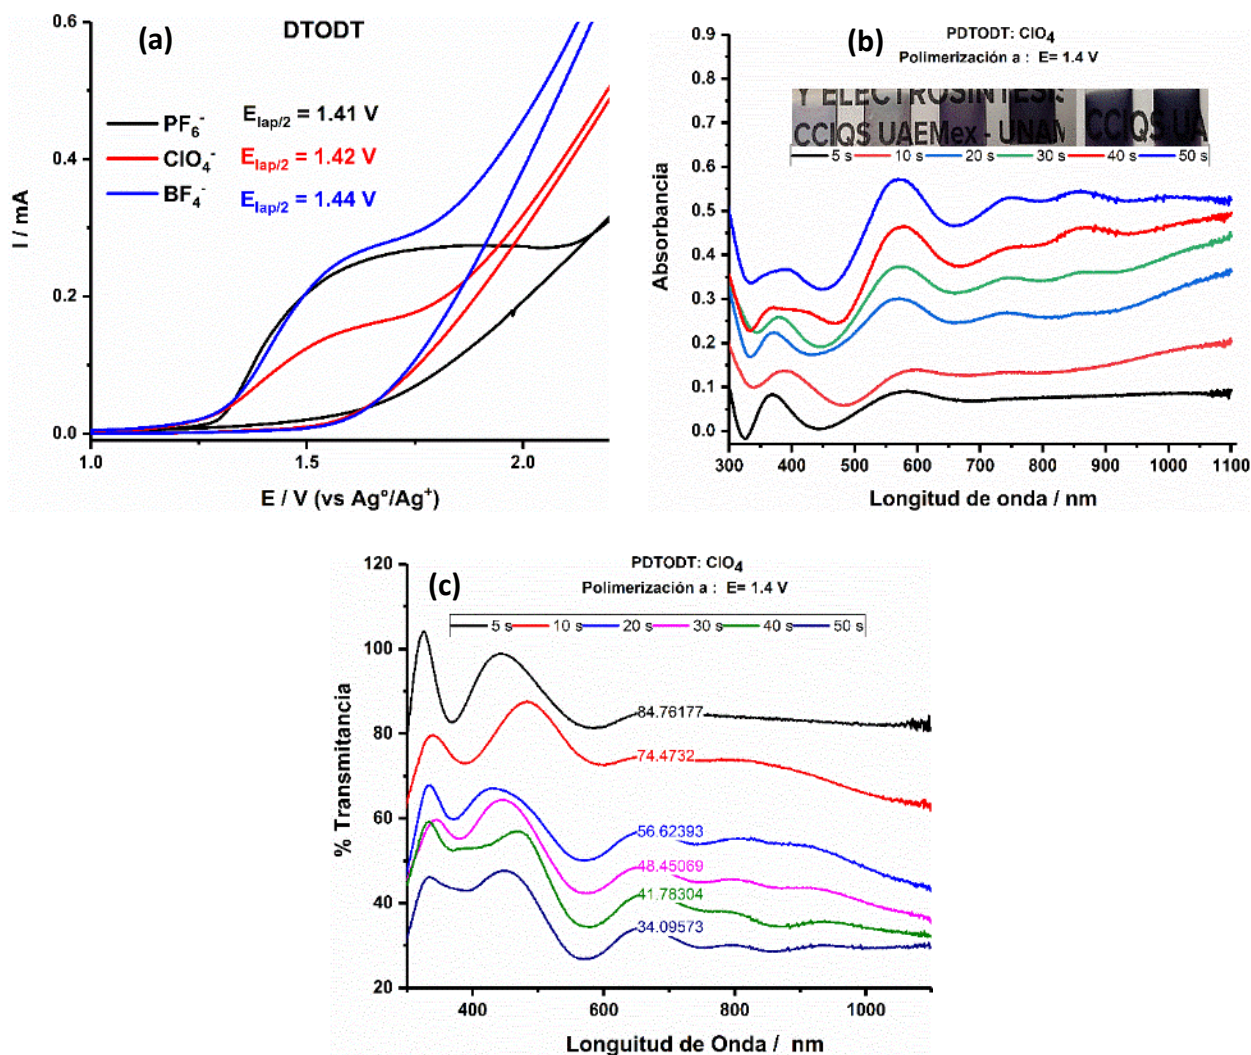 (a)
DTODT
PF₆⁻
ClO₄⁻
BF₄⁻
E_lap/2 = 1.41 V
E_lap/2 = 1.42 V
E_lap/2 = 1.44 V
0.6
0.4
0.2
0.0
I / mA
1.0 1.5 2.0
E / V (vs Ag°/Ag⁺)
(b)
PDTODT: ClO₄
Polimerización a : E= 1.4 V
Y ELECTROSINTESIS
CCIQS UAEMex - UNAM
CCIQS UA
5 s 10 s 20 s 30 s 40 s 50 s
0.9
0.8
0.7
0.6
0.5
0.4
0.3
0.2
0.1
0.0
Absorbancia
300 400 500 600 700 800 900 1000 1100
Longitud de onda / nm
(c)
PDTODT: ClO₄
Polimerización a : E= 1.4 V
5 s 10 s 20 s 30 s 40 s 50 s
120
100
80
60
40
20
% Transmitancia
84.76177
74.4732
56.62393
48.45069
41.78304
34.09573
400 600 800 1000
Longuitud de Onda / nm